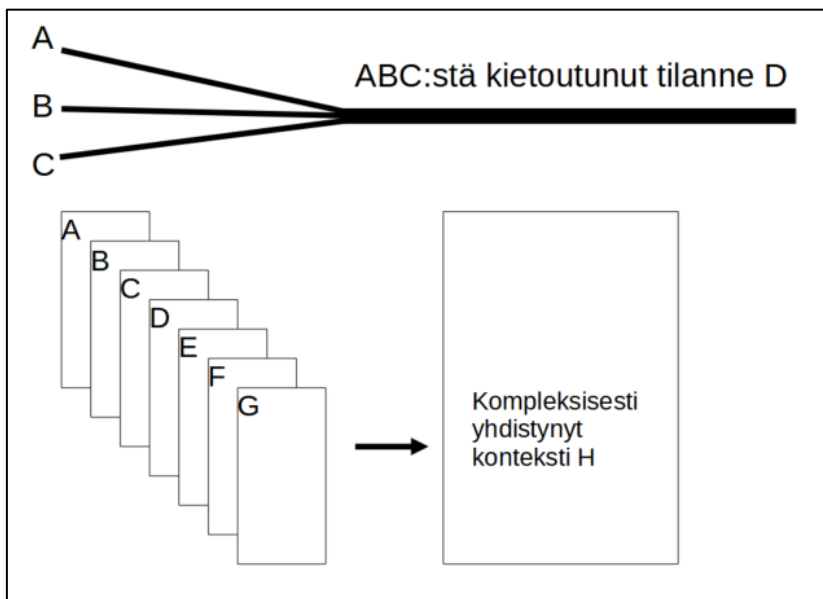 A
ABC:stä kietoutunut tilanne D
B
C
A
B
C
D
E
F
G
Kompleksisesti
yhdistynyt
konteksti H